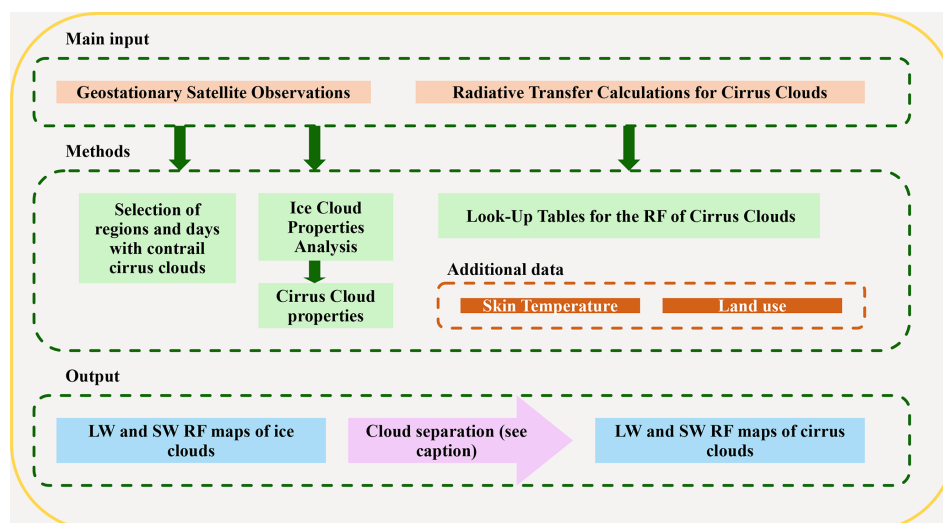 Main input
Geostationary Satellite Observations
Radiative Transfer Calculations for Cirrus Clouds
Methods
Selection of
regions and days
with contrail
cirrus clouds
Ice Cloud
Properties
Analysis
Cirrus Cloud
properties
Look-Up Tables for the RF of Cirrus Clouds
Additional data
Skin Temperature
Land use
Output
LW and SW RF maps of ice
clouds
Cloud separation (see
caption)
LW and SW RF maps of cirrus
clouds